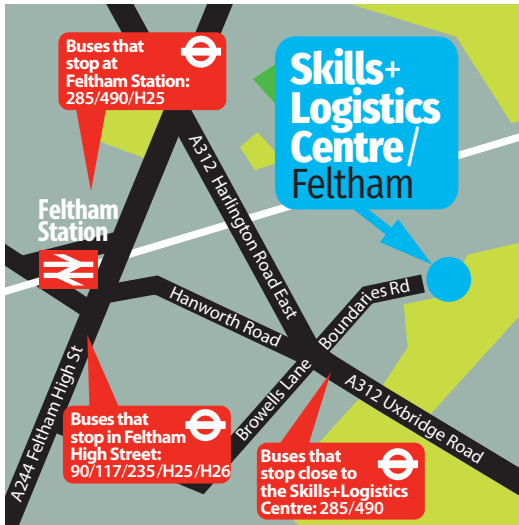 Buses that
stop at
Feltham Station:
285/490/H25
Skills+
Logistics
Centre/
Feltham
A312 Harlington Road East
Feltham
Station
Hanworth Road
Boundaries Rd
A244 Feltham High St
Browells Lane
A312 Uxbridge Road
Buses that
stop in Feltham
High Street:
90/117/235/H25/H26
Buses that
stop close to
the Skills+Logistics
Centre: 285/490